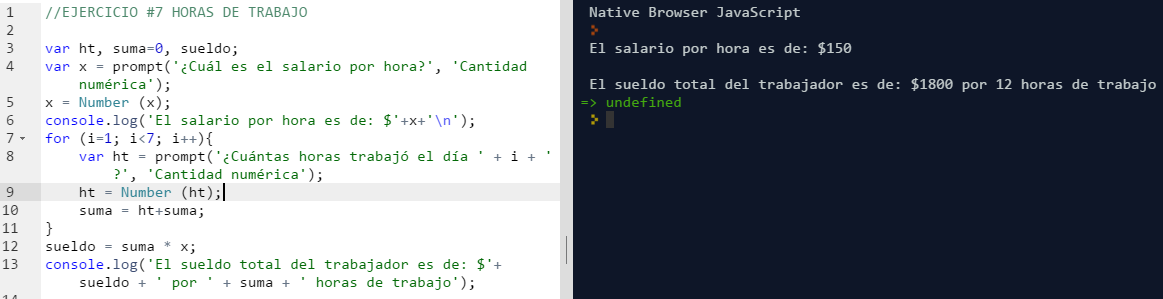 1 //EJERCICIO #7 HORAS DE TRABAJO
2
3 var ht, suma=0, sueldo;
4 var x = prompt('¿Cuál es el salario por hora?', 'Cantidad
numérica');
5 x = Number (x);
6 console.log('El salario por hora es de: $'+x+'\n');
7 for (i=1; i<7; i++){
8 var ht = prompt('¿Cuántas horas trabajó el día ' + i + '
?', 'Cantidad numérica');
9 ht = Number (ht);
10 suma = ht+suma;
11 }
12 sueldo = suma * x;
13 console.log('El sueldo total del trabajador es de: $'+
sueldo + ' por ' + suma + ' horas de trabajo');
14
Native Browser JavaScript
El salario por hora es de: $150
El sueldo total del trabajador es de: $1800 por 12 horas de trabajo
=> undefined